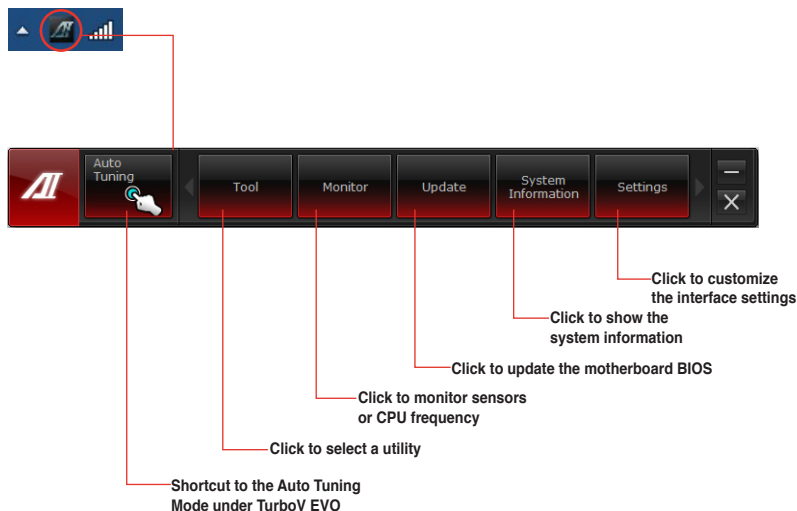 Auto
Tuning
Tool
Monitor
Update
System
Information
Settings
Click to customize
the interface settings
Click to show the
system information
Click to update the motherboard BIOS
Click to monitor sensors
or CPU frequency
Click to select a utility
Shortcut to the Auto Tuning
Mode under TurboV EVO